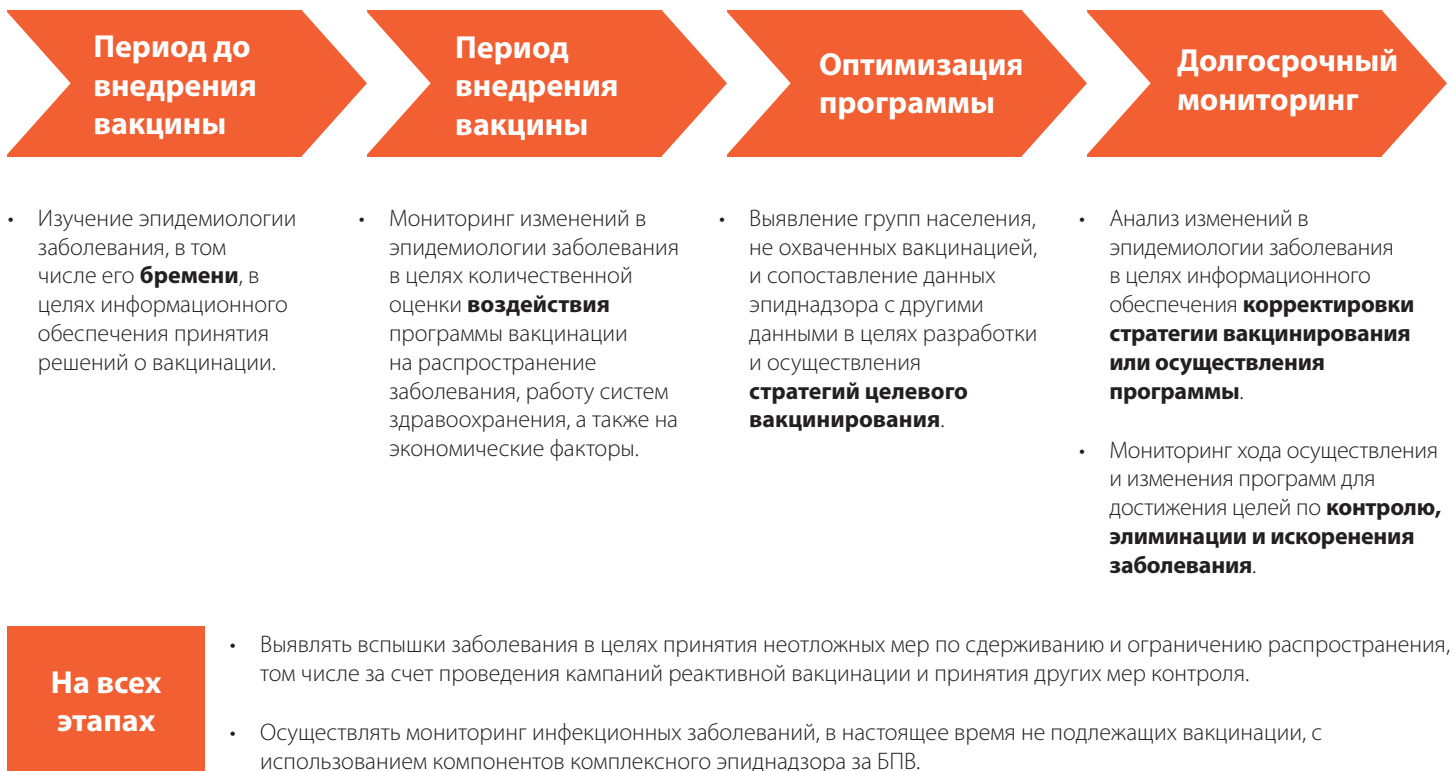 Период до
внедрения
вакцины
Период
внедрения
вакцины
Оптимизация
программы
Долгосрочный
мониторинг
• Изучение эпидемиологии
заболевания, в том
числе его бремени, в
целях информационного
обеспечения принятия
решений о вакцинации.
• Мониторинг изменений в
эпидемиологии заболевания
в целях количественной
оценки воздействия
программы вакцинации
на распространение
заболевания, работу систем
здравоохранения, а также на
экономические факторы.
• Выявление групп населения,
не охваченных вакцинацией,
и сопоставление данных
эпиднадзора с другими
данными в целях разработки
и осуществления
стратегий целевого
вакцинирования.
• Анализ изменений в
эпидемиологии заболевания
в целях информационного
обеспечения корректировки
стратегии вакцинирования
или осуществления
программы.
• Мониторинг хода осуществления
и изменения программ для
достижения целей по контролю,
элиминации и искоренения
заболевания.
На всех
этапах
• Выявлять вспышки заболевания в целях принятия неотложных мер по сдерживанию и ограничению распространения,
том числе за счет проведения кампаний реактивной вакцинации и принятия других мер контроля.
• Осуществлять мониторинг инфекционных заболеваний, в настоящее время не подлежащих вакцинации, с
использованием компонентов комплексного эпиднадзора за БПВ.